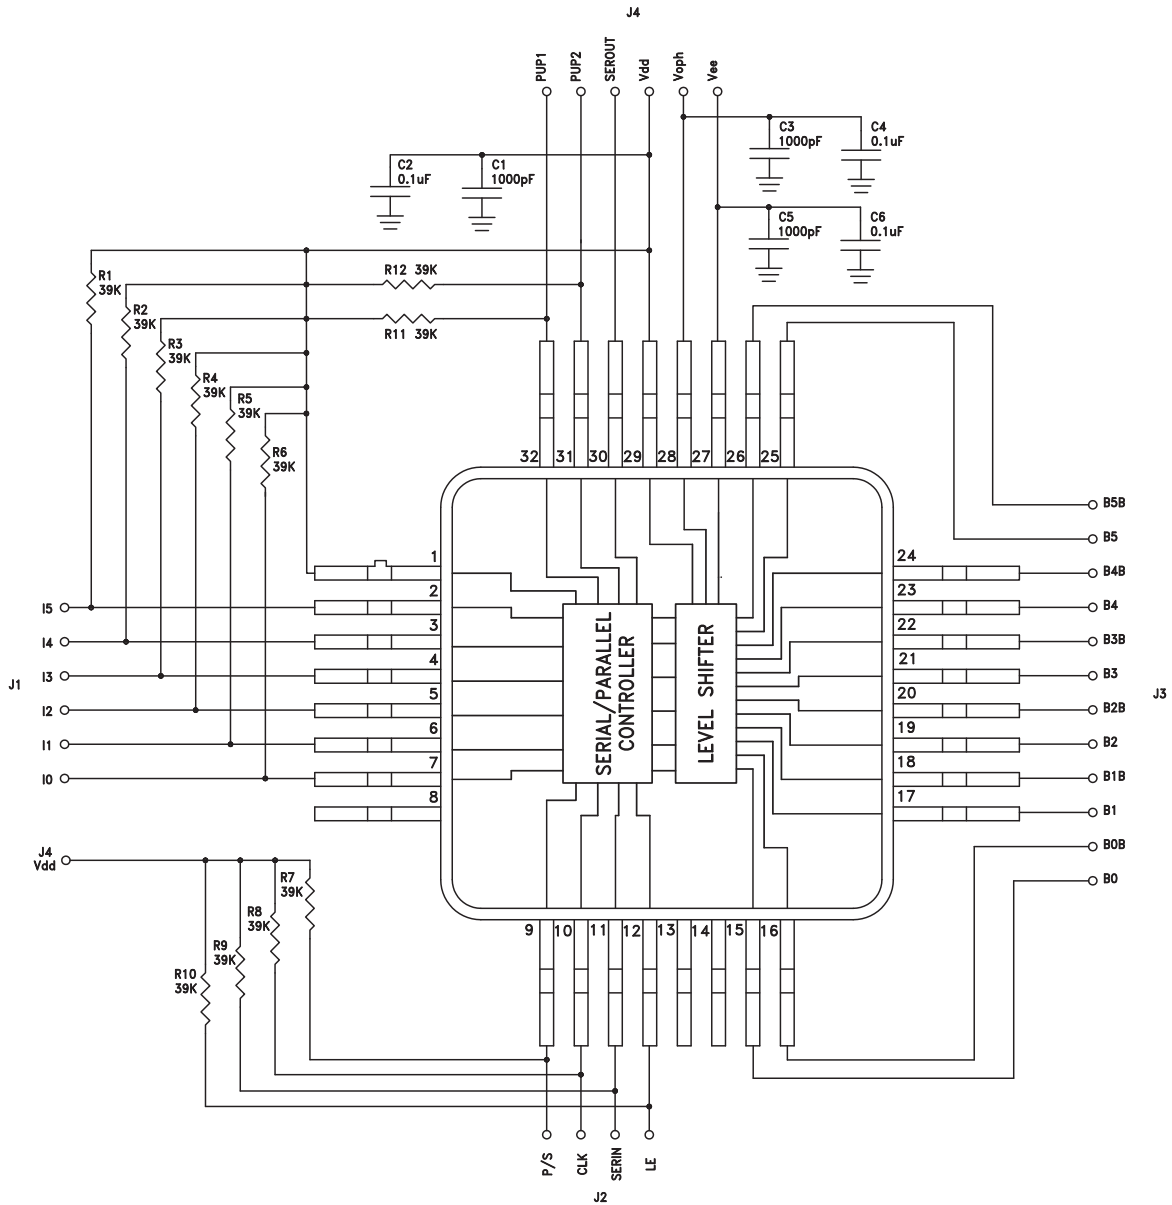 J4
PUP1
PUP2
SEROUT
Vdd
Voph
Vee
C3
1000pF
C4
0.1uF
C2
0.1uF
C1
1000pF
C5
1000pF
C6
0.1uF
R1
39K
R12 39K
R2
39K
R11 39K
R3
39K
R4
39K
R5
39K
R6
39K
32
31
30
29
28
27
26
25
B5B
B5
1
24
B4B
2
23
I5
B4
3
22
I4
B3B
4
21
I3
B3
J1
J3
5
20
I2
B2B
6
19
I1
B2
7
18
I0
B1B
8
17
B1
SERIAL/PARALLEL
CONTROLLER
LEVEL SHIFTER
J4
Vdd
B0B
B0
R7
39K
R8
39K
R9
39K
R10
39K
9
10
11
12
13
14
15
16
P/S
CLK
SERIN
LE
J2